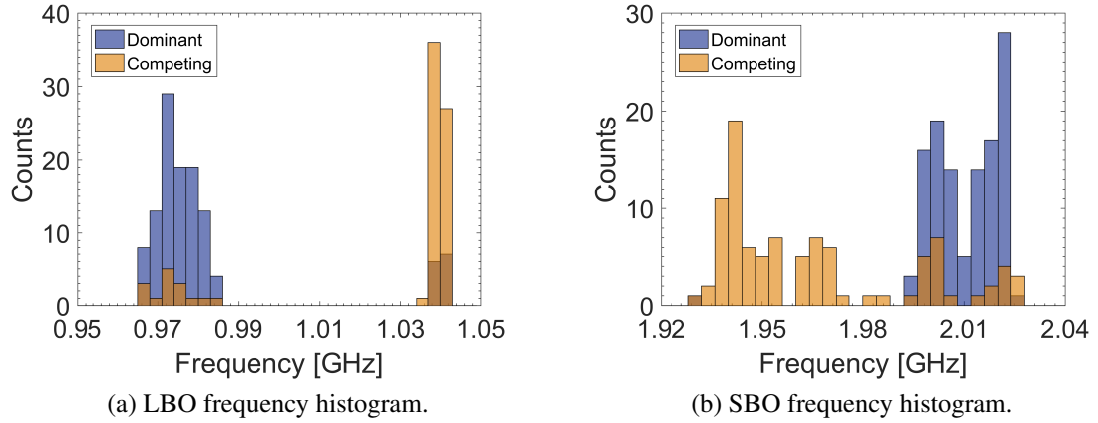 40
30
20
10
0
Counts
Dominant
Competing
0.95
0.97
0.99
1.01
1.03
1.05
Frequency [GHz]
(a) LBO frequency histogram.
30
20
10
0
Counts
Dominant
Competing
1.92
1.95
1.98
2.01
2.04
Frequency [GHz]
(b) SBO frequency histogram.